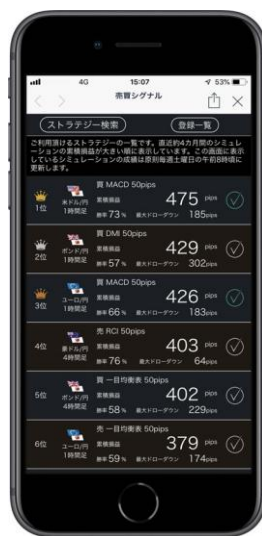 4G 15:07 53%
売買シグナル
ストラテジー検索 登録一覧
ご利用頂けるストラテジーの一覧です。直近約4カ月間のシミュレ
ーションの累積損益が大きい順に表示しています。この画面に表示
しているシミュレーションの成績は原則毎週土曜日の午前8時頃に
更新します。
買 MACD 50pips
1位 米ドル/円 1時間足 累積損益 475 pips
勝率 73 % 最大ドローダウン 185pips
買 DMI 50pips
2位 ポンド/円 1時間足 累積損益 429 pips
勝率 57 % 最大ドローダウン 302pips
買 MACD 50pips
3位 ユーロ/円 1時間足 累積損益 426 pips
勝率 66 % 最大ドローダウン 183pips
売 RCI 50pips
4位 豪ドル/円 4時間足 累積損益 403 pips
勝率 76 % 最大ドローダウン 64pips
買 一目均衡表 50pips
5位 ポンド/円 4時間足 累積損益 402 pips
勝率 58 % 最大ドローダウン 229pips
売 一目均衡表 50pips
6位 ユーロ/円 1時間足 累積損益 379 pips
勝率 59 % 最大ドローダウン 174pips